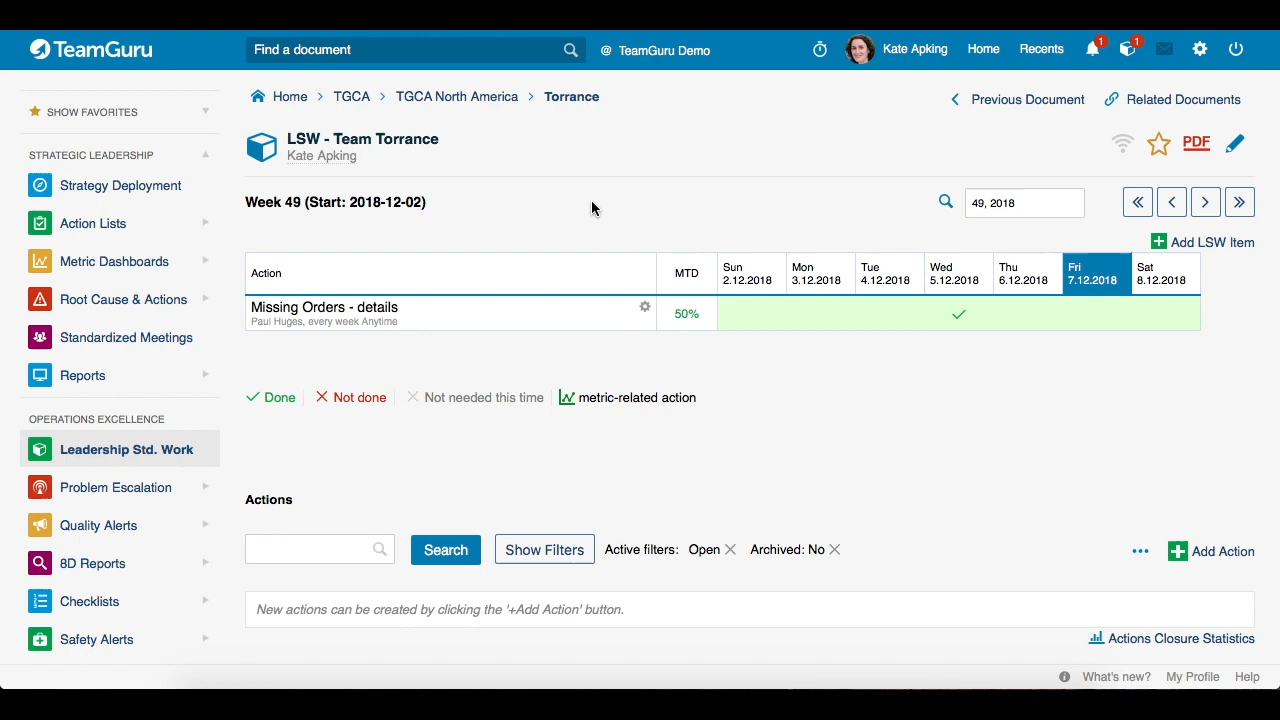 TeamGuru
Find a document
@ TeamGuru Demo
Kate Apking
Home
Recents
1
1
SHOW FAVORITES
STRATEGIC LEADERSHIP
Strategy Deployment
Action Lists
Metric Dashboards
Root Cause & Actions
Standardized Meetings
Reports
OPERATIONS EXCELLENCE
Leadership Std. Work
Problem Escalation
Quality Alerts
8D Reports
Checklists
Safety Alerts
Home > TGCA > TGCA North America > Torrance
Previous Document
Related Documents
LSW - Team Torrance
Kate Apking
PDF
Week 49 (Start: 2018-12-02)
49, 2018
Add LSW Item
Action MTD Sun 2.12.2018 Mon 3.12.2018 Tue 4.12.2018 Wed 5.12.2018 Thu 6.12.2018 Fri 7.12.2018 Sat 8.12.2018
Missing Orders - details
Paul Huges, every week Anytime
50%
Done Not done Not needed this time metric-related action
Actions
Search Show Filters Active filters: Open Archived: No
Add Action
New actions can be created by clicking the '+Add Action' button.
Actions Closure Statistics
What's new? My Profile Help